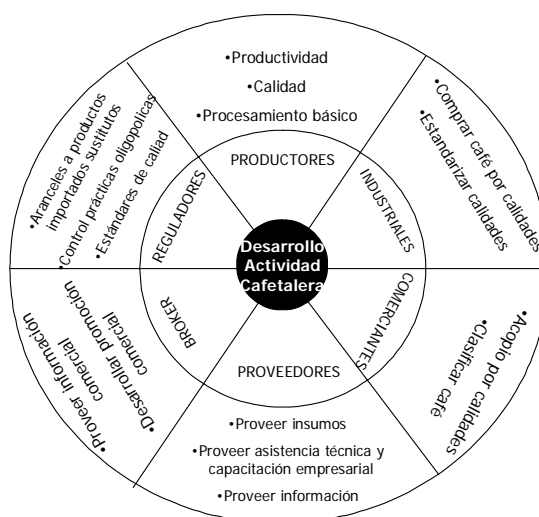 •Productividad
•Calidad
•Procesamiento básico
PRODUCTORES
•Comprar café por calidades
•Estandarizar calidades
INDUSTRIALES
•Acopio por calidades
•Clasificar café
COMERCIANTES
PROVEEDORES
•Proveer insumos
•Proveer asistencia técnica y
capacitación empresarial
•Proveer información
BROKER
•Desarrollar promoción
comercial
•Proveer información
comercial
REGULADORES
•Aranceles a productos
importados sustitutos
•Control prácticas oligopolicas
•Estándares de caliad
Desarrollo
Actividad
Cafetalera